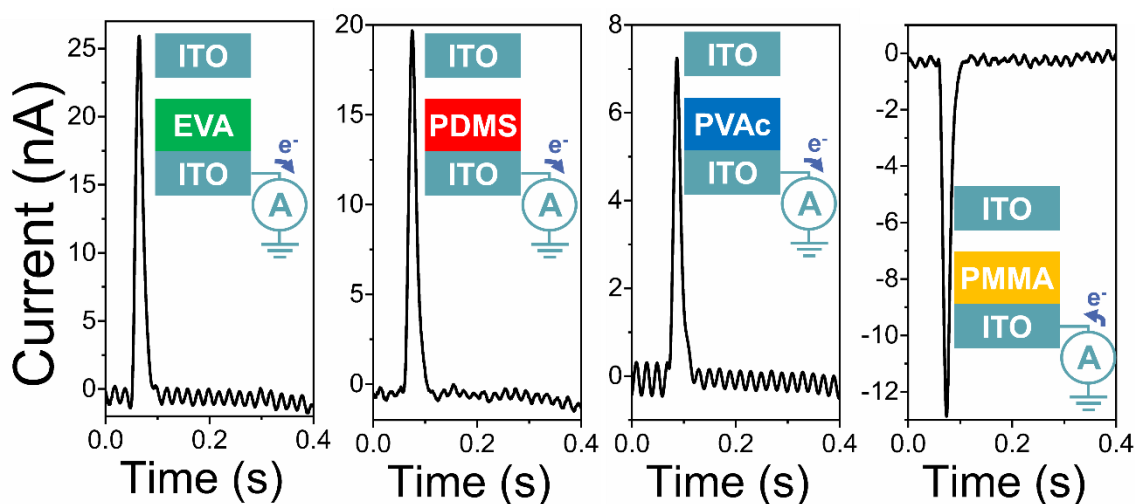 Current (nA)
25
20
15
10
5
0
0.0
0.2
0.4
Time (s)
ITO
EVA
ITO
e-
A
20
15
10
5
0
0.0
0.2
0.4
Time (s)
ITO
PDMS
ITO
e-
A
8
6
4
2
0
0.0
0.2
0.4
Time (s)
ITO
PVAc
ITO
e-
A
0
-2
-4
-6
-8
-10
-12
0.0
0.2
0.4
Time (s)
ITO
PMMA
ITO
e-
A